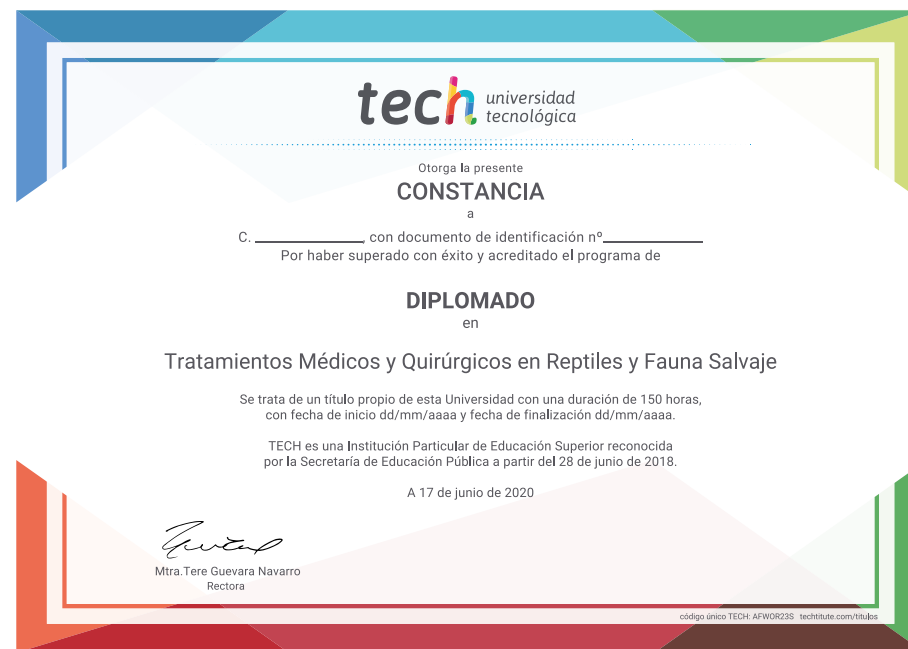 tech universidad
tecnológica
Otorga la presente
CONSTANCIA
a
C. ______________, con documento de identificación nº_____________
Por haber superado con éxito y acreditado el programa de
DIPLOMADO
en
Tratamientos Médicos y Quirúrgicos en Reptiles y Fauna Salvaje
Se trata de un título propio de esta Universidad con una duración de 150 horas,
con fecha de inicio dd/mm/aaaa y fecha de finalización dd/mm/aaaa.
TECH es una Institución Particular de Educación Superior reconocida
por la Secretaría de Educación Pública a partir del 28 de junio de 2018.
A 17 de junio de 2020
Mtra.Tere Guevara Navarro
Rectora
código único TECH: AFWOR23S techtitute.com/titulos